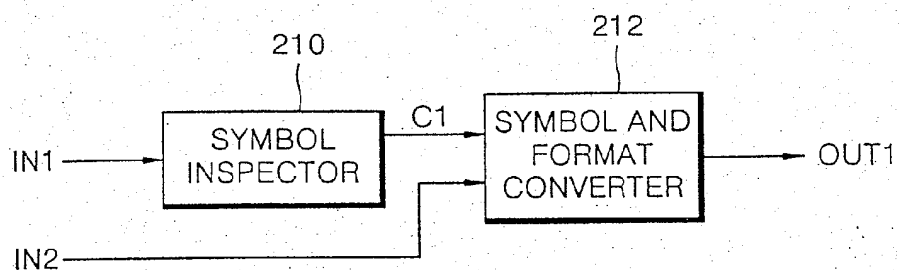 210
212
IN1
SYMBOL
INSPECTOR
C1
SYMBOL AND
FORMAT
CONVERTER
OUT1
IN2